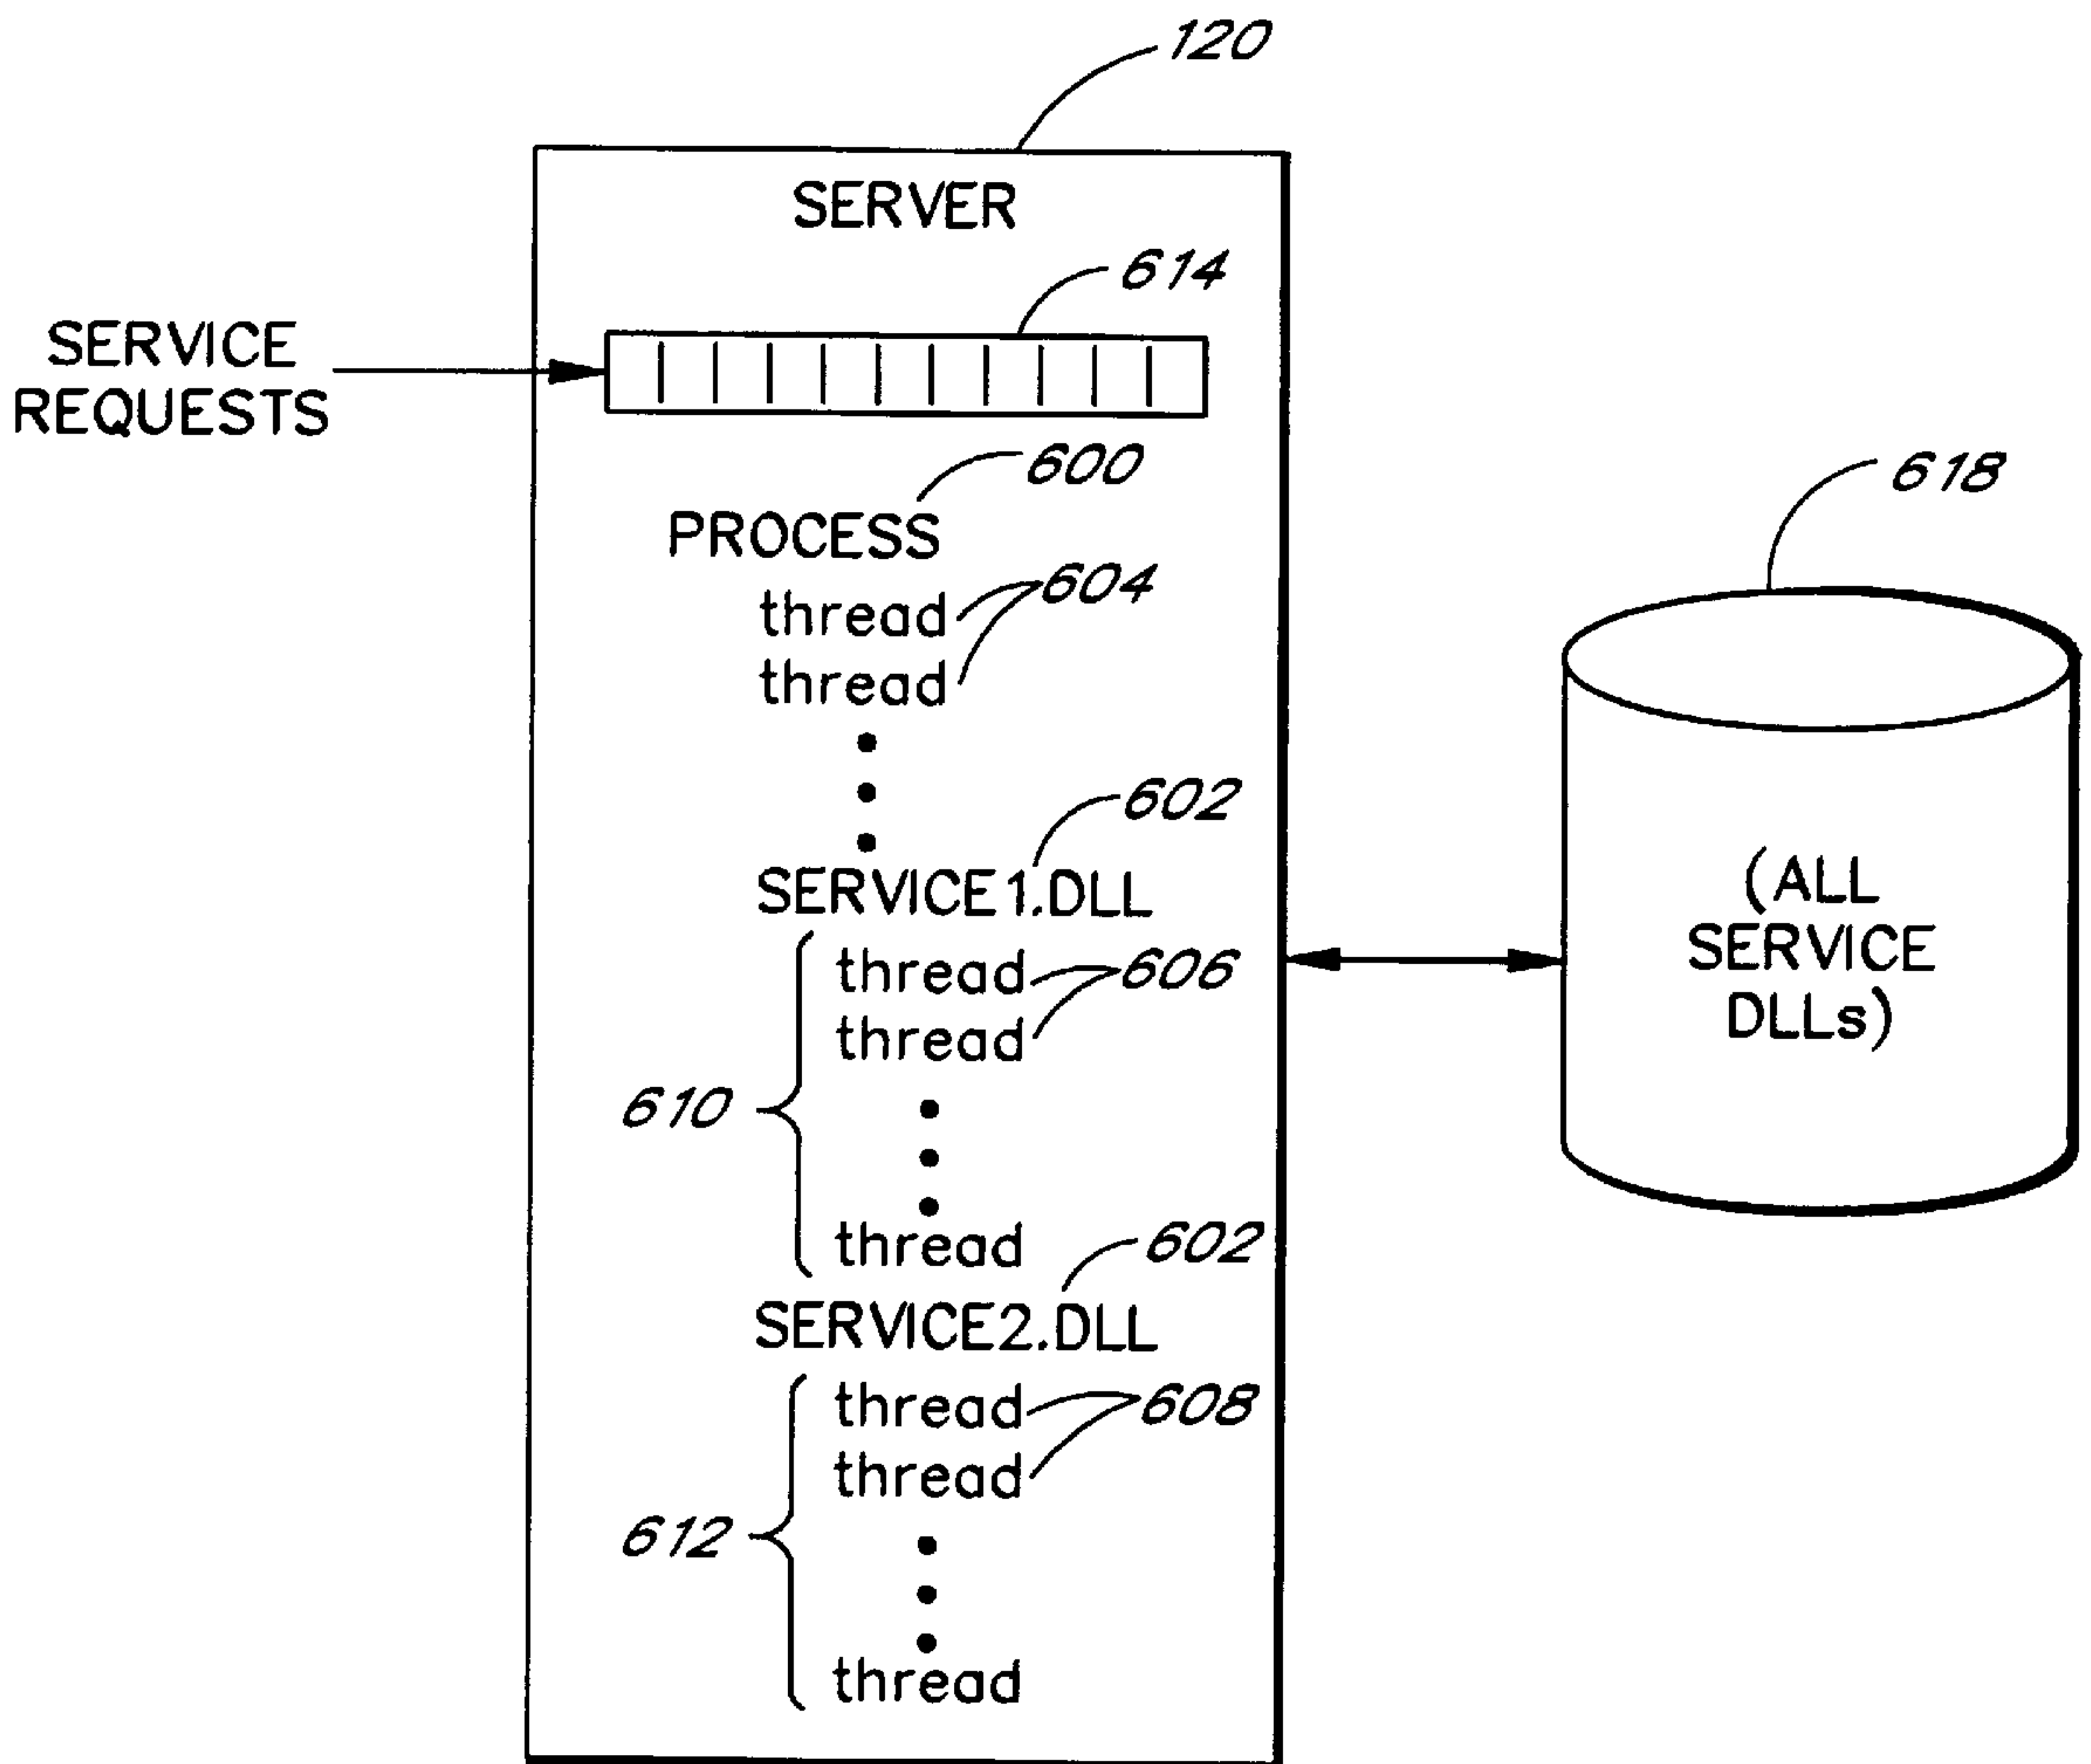 120
SERVER
614
SERVICE
REQUESTS
600
PROCESS
thread 604
thread
602
SERVICE1.DLL
thread 606
thread
610
thread
602
SERVICE2.DLL
thread 608
thread
612
thread
618
(ALL
SERVICE
DLLs)